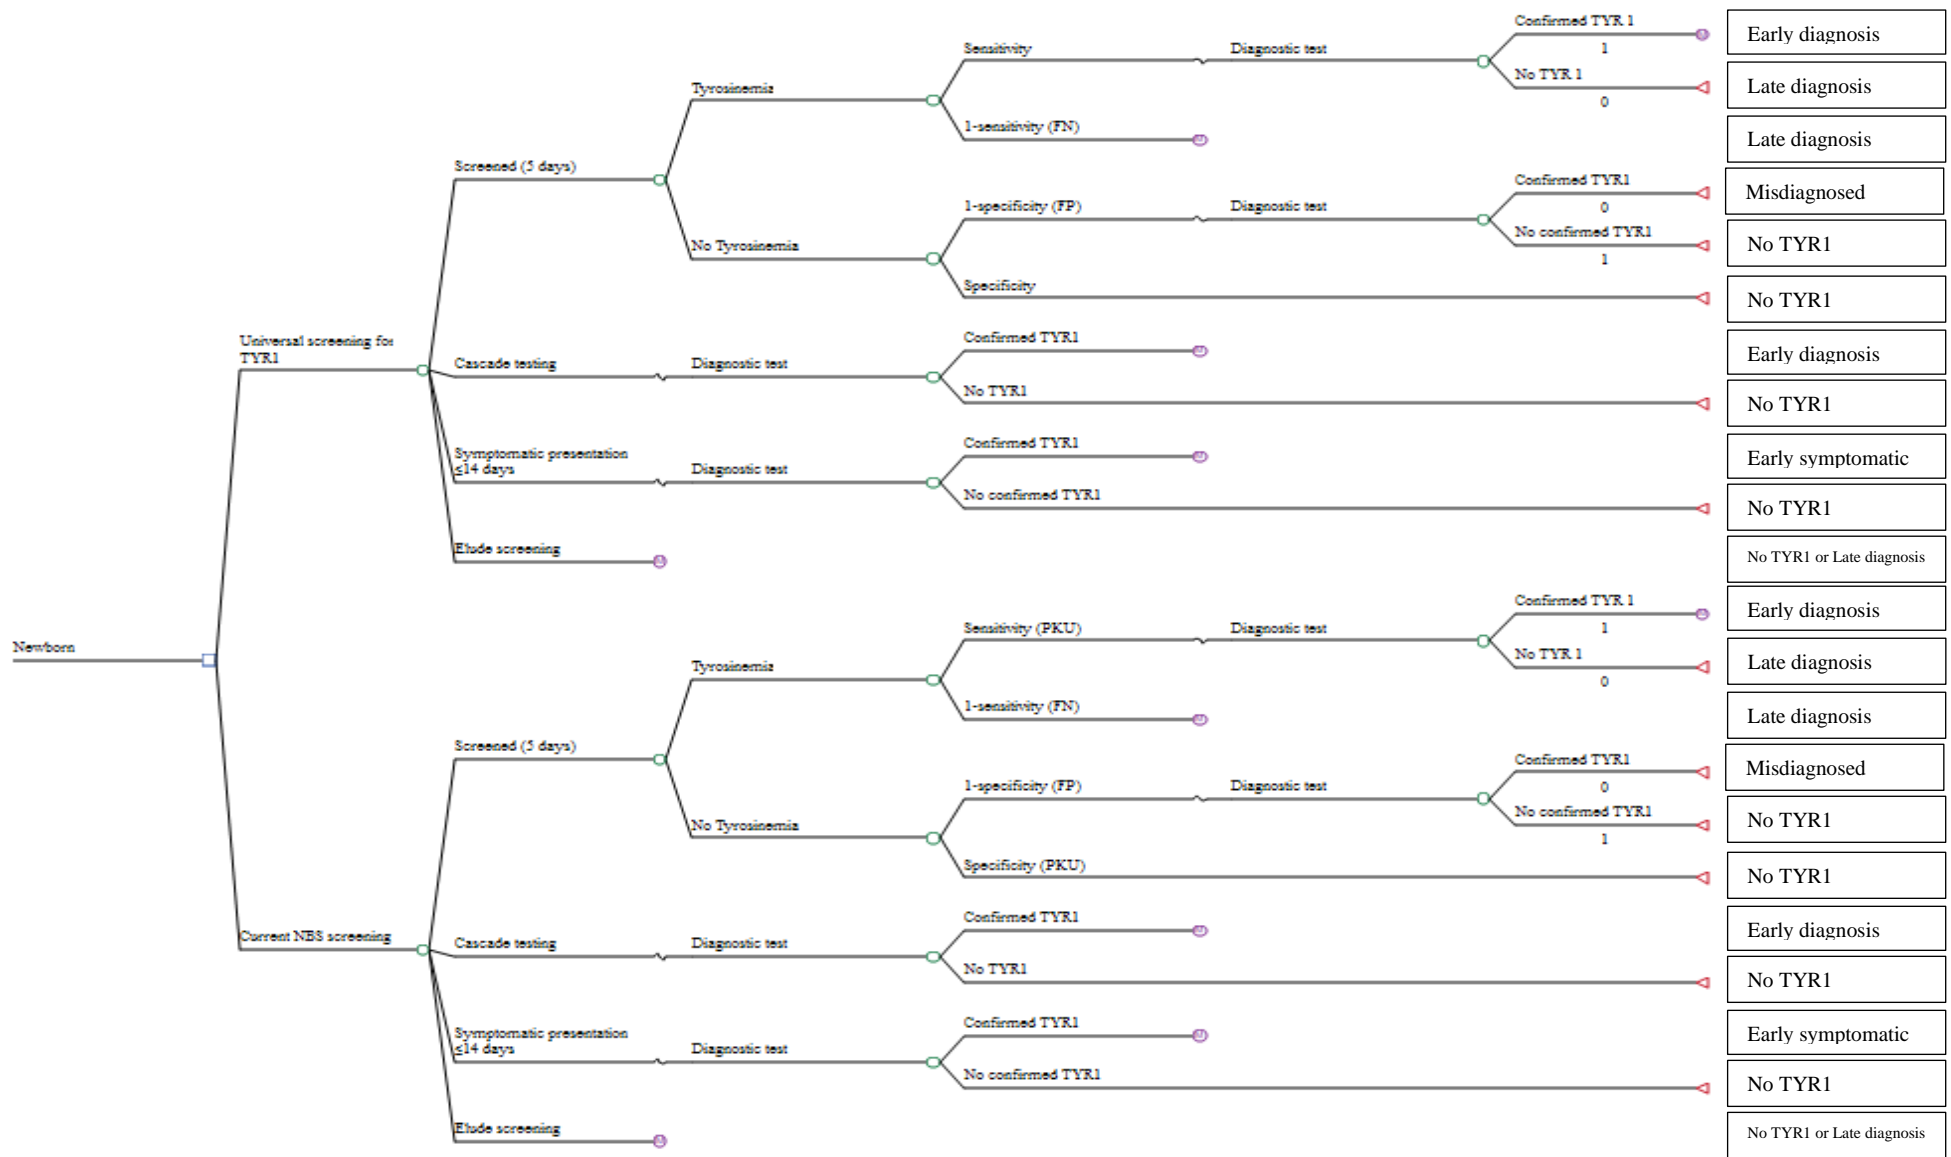 Confirmed TYR 1
1
Early diagnosis
Sensitivity
Diagnostic test
No TYR 1
0
Late diagnosis
Tyrosinemia
1-sensitivity (FN)
Late diagnosis
Screened (5 days)
Confirmed TYR1
0
Misdiagnosed
1-specificity (FP)
Diagnostic test
No confirmed TYR1
1
No TYR1
No Tyrosinemia
Specificity
No TYR1
Universal screening for
TYR1
Cascade testing
Diagnostic test
Confirmed TYR1
Early diagnosis
No TYR1
No TYR1
Symptomatic presentation
≤14 days
Diagnostic test
Confirmed TYR1
Early symptomatic
No confirmed TYR1
No TYR1
Elude screening
No TYR1 or Late diagnosis
Newborn
Confirmed TYR 1
1
Early diagnosis
Sensitivity (PKU)
Diagnostic test
No TYR 1
0
Late diagnosis
Tyrosinemia
1-sensitivity (FN)
Late diagnosis
Screened (5 days)
Confirmed TYR1
0
Misdiagnosed
1-specificity (FP)
Diagnostic test
No confirmed TYR1
1
No TYR1
No Tyrosinemia
Specificity (PKU)
No TYR1
Current NBS screening
Cascade testing
Diagnostic test
Confirmed TYR1
Early diagnosis
No TYR1
No TYR1
Symptomatic presentation
≤14 days
Diagnostic test
Confirmed TYR1
Early symptomatic
No confirmed TYR1
No TYR1
Elude screening
No TYR1 or Late diagnosis